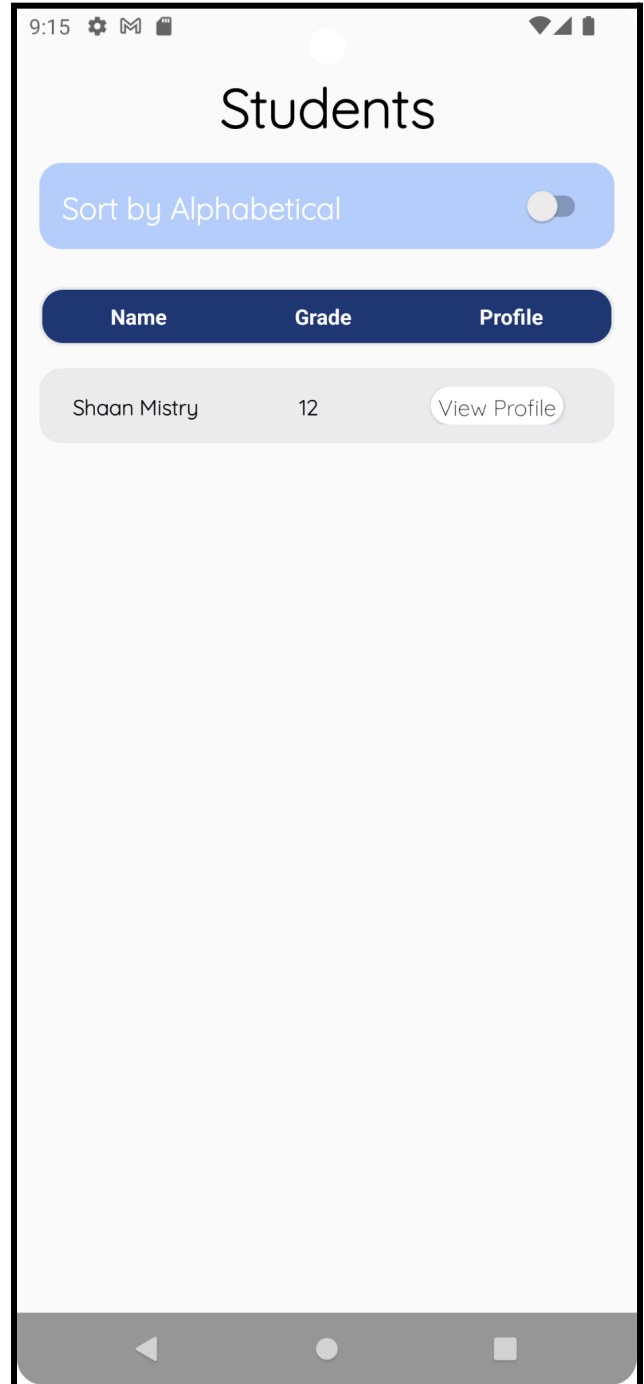 9:15
Students
Sort by Alphabetical
Name Grade Profile
Shaan Mistry 12 View Profile